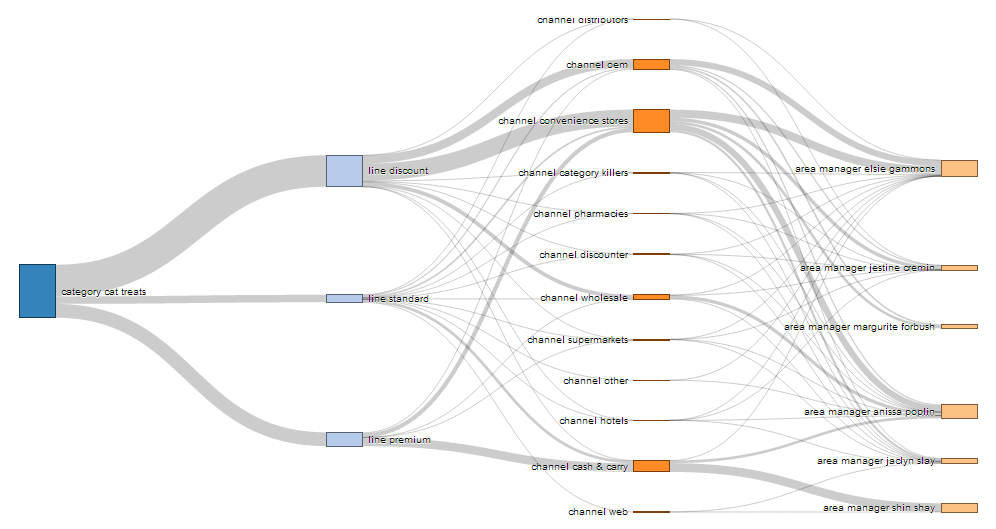 category cat treats
line discount
line standard
line premium
channel distributors
channel oem
channel convenience stores
channel category killers
channel pharmacies
channel discounter
channel wholesale
channel supermarkets
channel other
channel hotels
channel cash & carry
channel web
area manager elsie gammons
area manager jestine cremin
area manager margurite forbush
area manager anissa poplin
area manager jaclyn slay
area manager shin shay